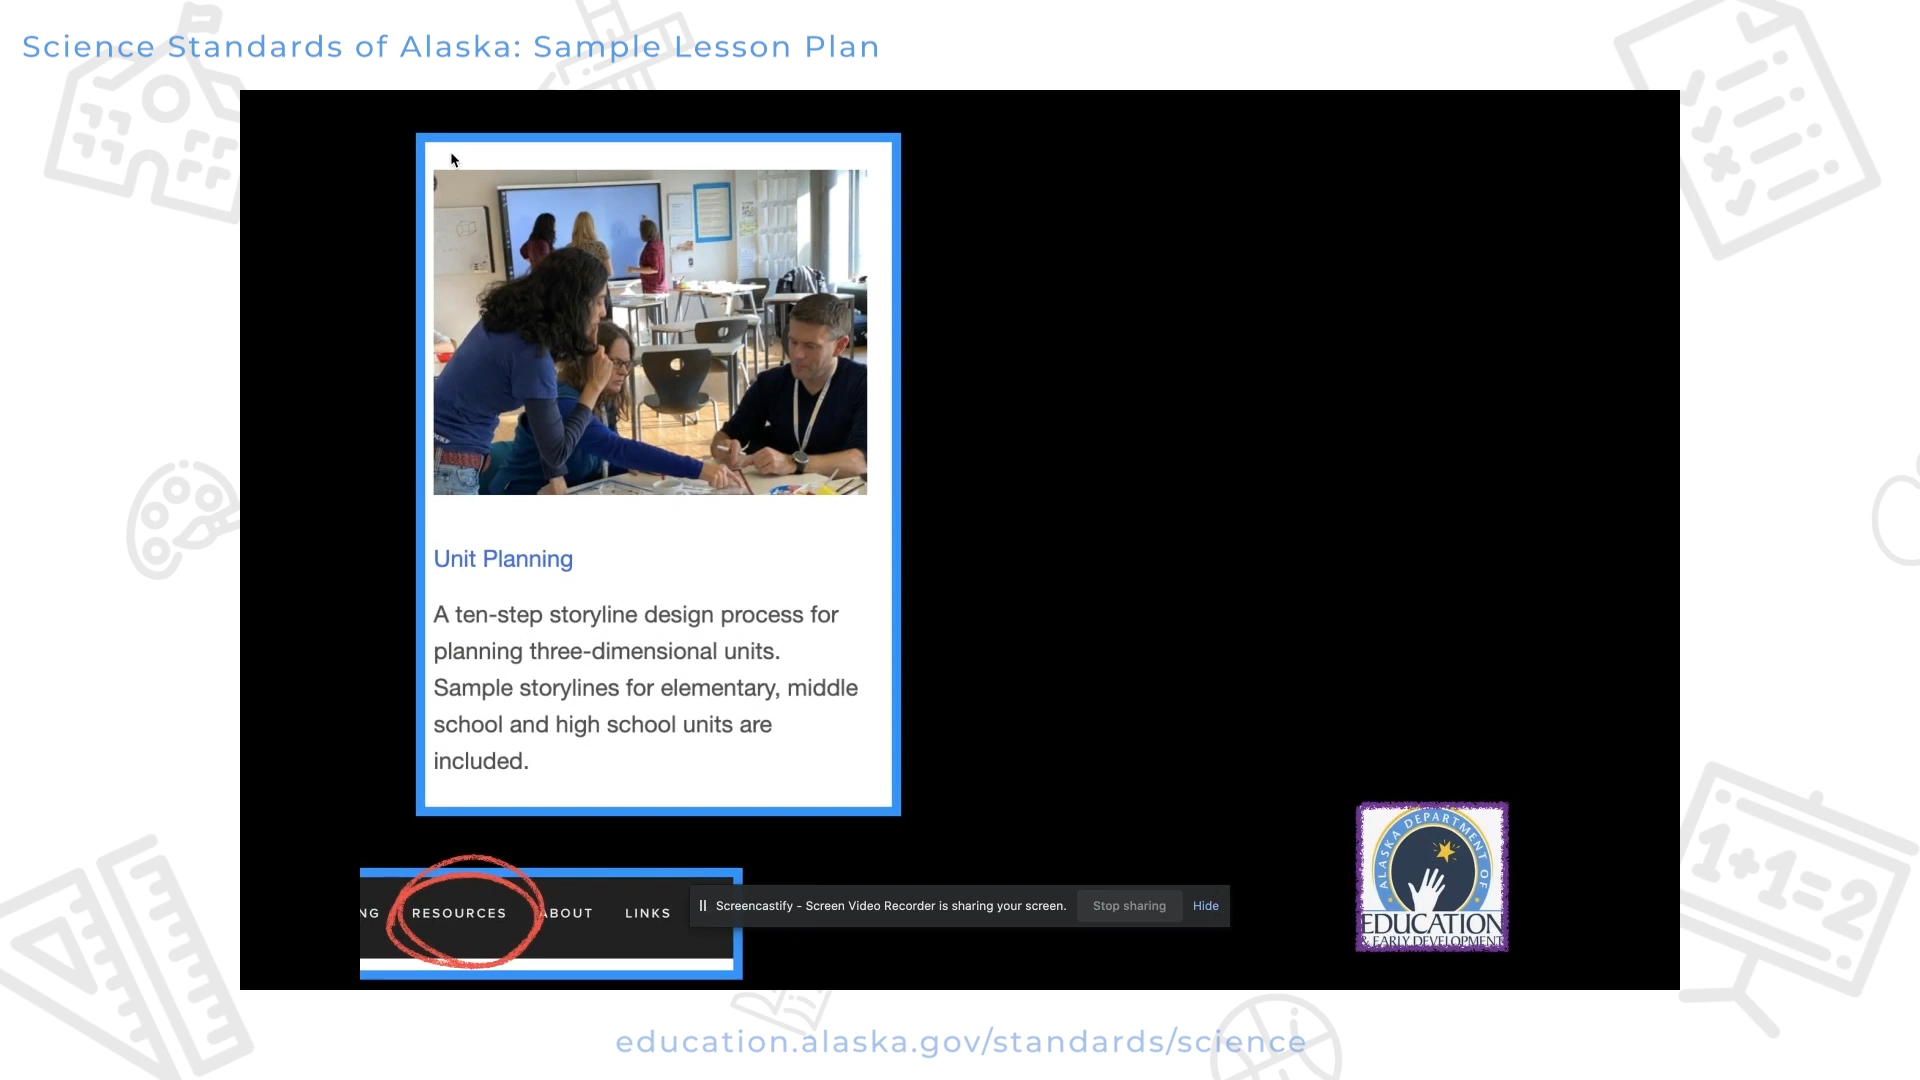 Science Standards of Alaska: Sample Lesson Plan
Unit Planning
A ten-step storyline design process for
planning three-dimensional units.
Sample storylines for elementary, middle
school and high school units are
included.
NG RESOURCES ABOUT LINKS
Screencastify - Screen Video Recorder is sharing your screen. Stop sharing Hide
ALASKA DEPARTMENT OF
EDUCATION
& EARLY DEVELOPMENT
1+1=2
education.alaska.gov/standards/science